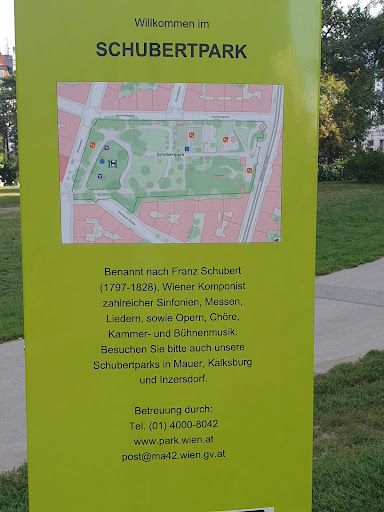 Willkommen im
SCHUBERTPARK
Schubertpark
Benannt nach Franz Schubert
(1797-1828). Wiener Komponist
zahlreicher Sinfonien, Messen,
Liedern, sowie Opern, Chöre,
Kammer- und Bühnenmusik.
Besuchen Sie bitte auch unsere
Schubertparks in Mauer, Kalksburg
und Inzersdorf.
Betreuung durch:
Tel. (01) 4000-8042
www.park.wien.at
post@ma42.wien.gv.at